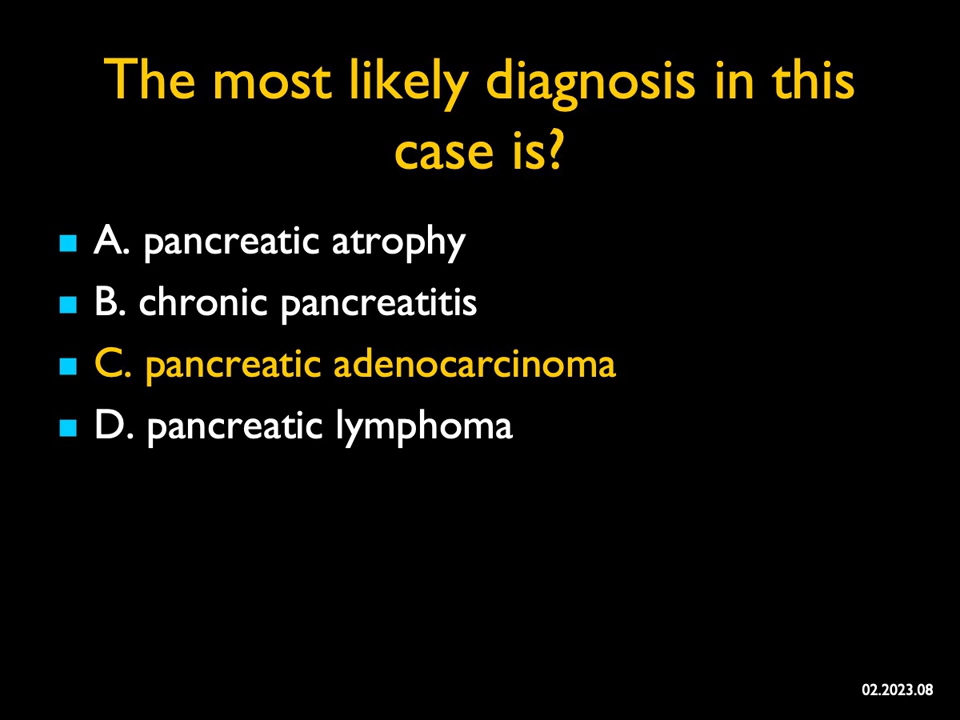 The most likely diagnosis in this
case is?
A. pancreatic atrophy
B. chronic pancreatitis
C. pancreatic adenocarcinoma
D. pancreatic lymphoma
02.2023.08